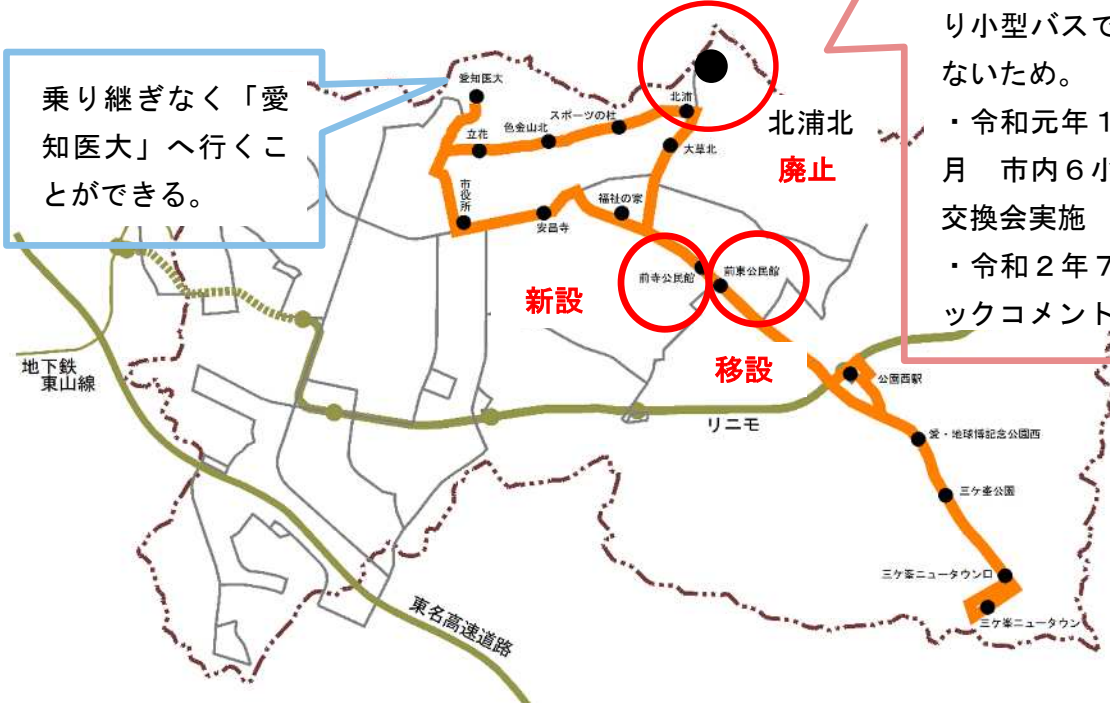 乗り継ぎなく「愛
知医大」へ行くこ
とができる。
り小型バスで
ないため。
・令和元年1
月　市内6小
交換会実施
・令和2年7
ックコメント
愛知医大
立花
色金山北
スポーツの杜
北浦
北浦北
廃止
大草北
市役所
安昌寺
福祉の家
前寺公民館
前東公民館
新設
移設
地下鉄
東山線
リニモ
公園西駅
愛・地球博記念公園西
三ケ峯公園
三ケ峯ニュータウン口
三ケ峯ニュータウン
東名高速道路